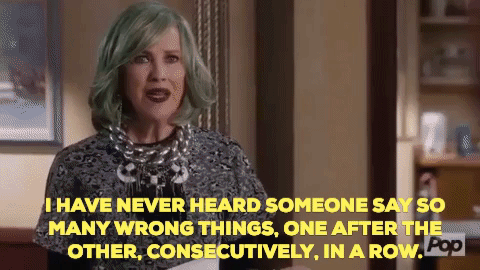 I HAVE NEVER HEARD SOMEONE SAY SO
MANY WRONG THINGS, ONE AFTER THE
OTHER, CONSECUTIVELY, IN A ROW.
Pop